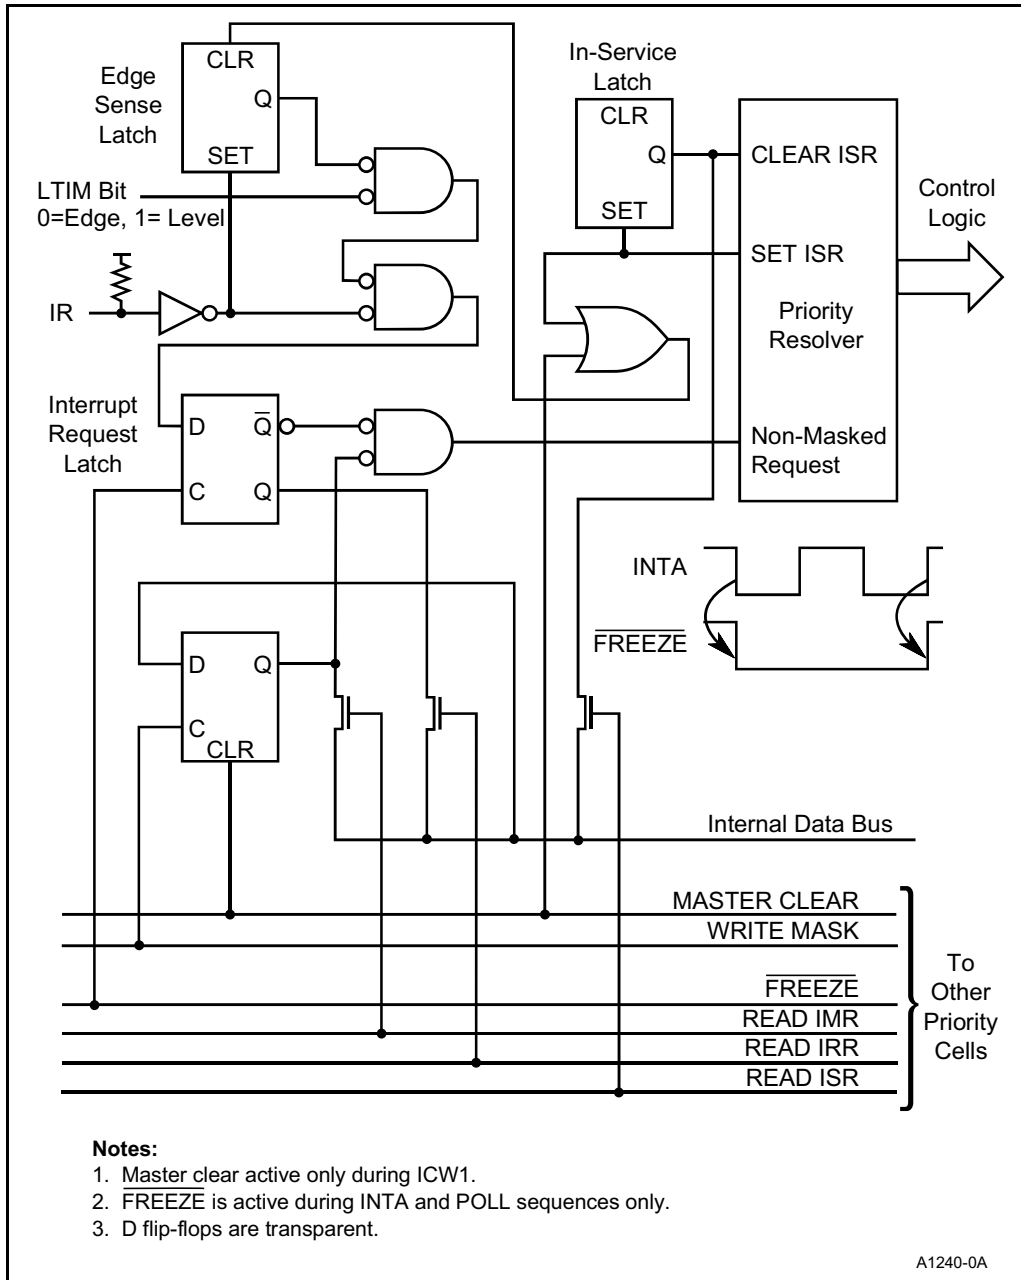 CLR
Edge
Sense
Latch
Q
SET
LTIM Bit
0=Edge, 1= Level
IR
In-Service
Latch
CLR
Q
SET
CLEAR ISR
SET ISR
Priority
Resolver
Non-Masked
Request
Control
Logic
Interrupt
Request
Latch
D
Q
C
Q
INTA
FREEZE
D
Q
C
CLR
Internal Data Bus
MASTER CLEAR
WRITE MASK
FREEZE
READ IMR
READ IRR
READ ISR
To
Other
Priority
Cells
Notes:
1. Master clear active only during ICW1.
2. FREEZE is active during INTA and POLL sequences only.
3. D flip-flops are transparent.
A1240-0A